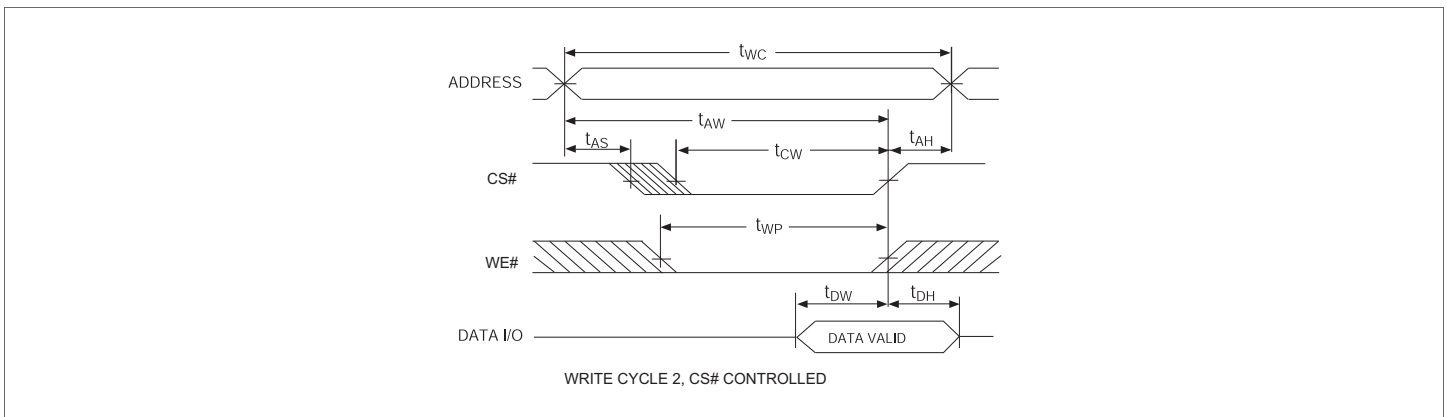 tWC
ADDRESS
tAW
tAS
tCW
tAH
CS#
tWP
WE#
tDW
tDH
DATA I/O
DATA VALID
WRITE CYCLE 2, CS# CONTROLLED